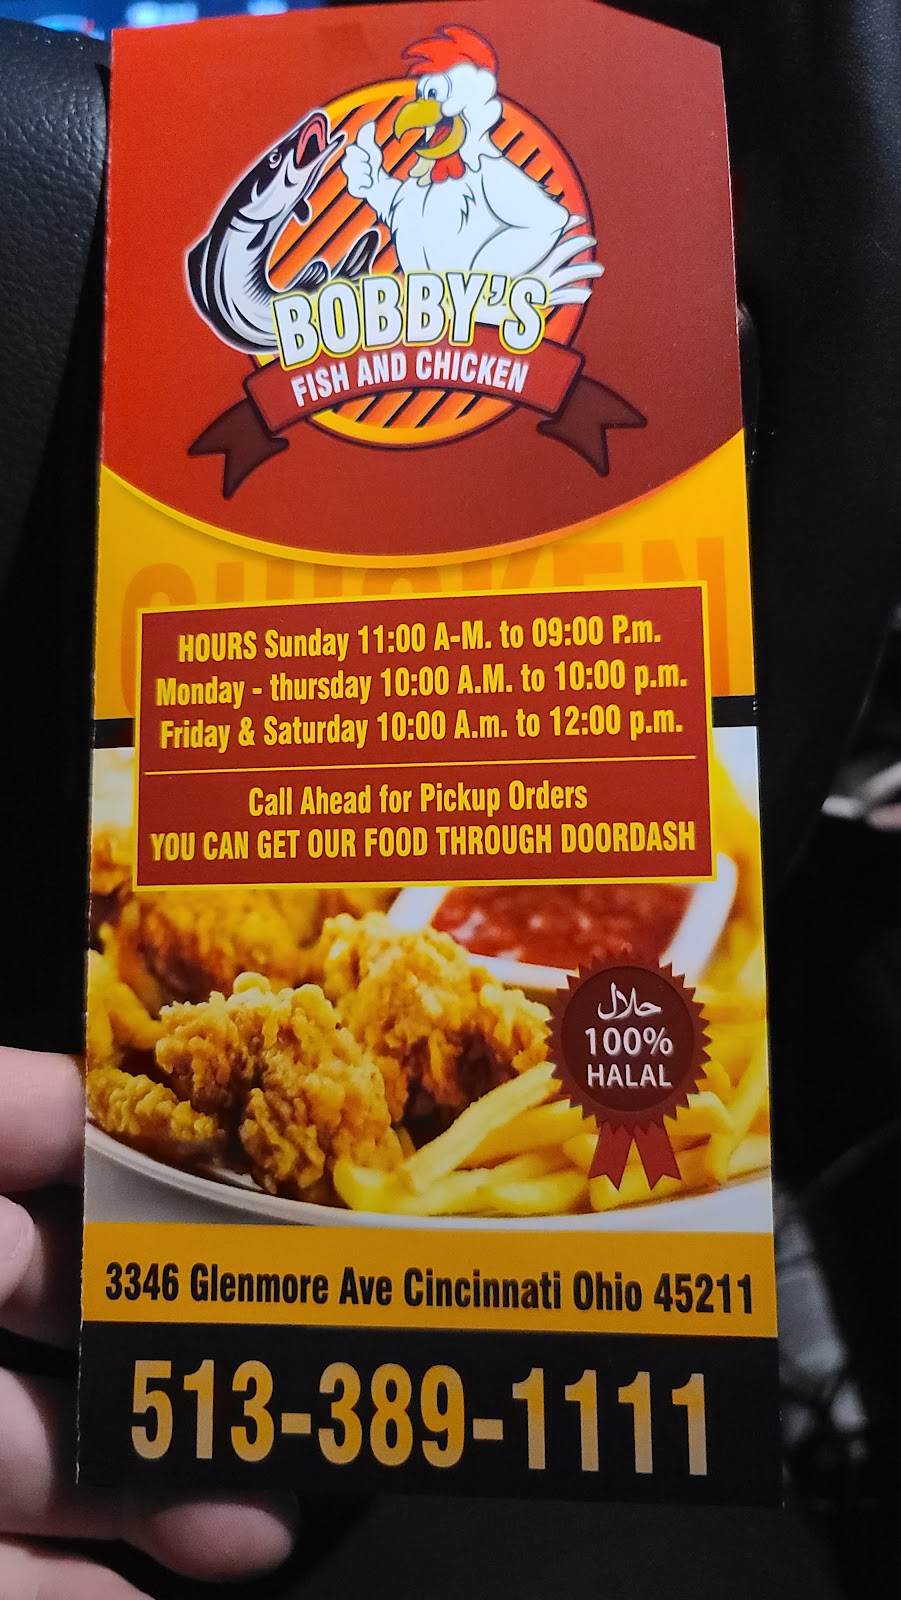 BOBBY'S
FISH AND CHICKEN
CHICKEN
HOURS Sunday 11:00 A-M. to 09:00 P.m.
Monday - thursday 10:00 A.M. to 10:00 p.m.
Friday & Saturday 10:00 A.m. to 12:00 p.m.
Call Ahead for Pickup Orders
YOU CAN GET OUR FOOD THROUGH DOORDASH
حلال
100%
HALAL
3346 Glenmore Ave Cincinnati Ohio 45211
513-389-1111